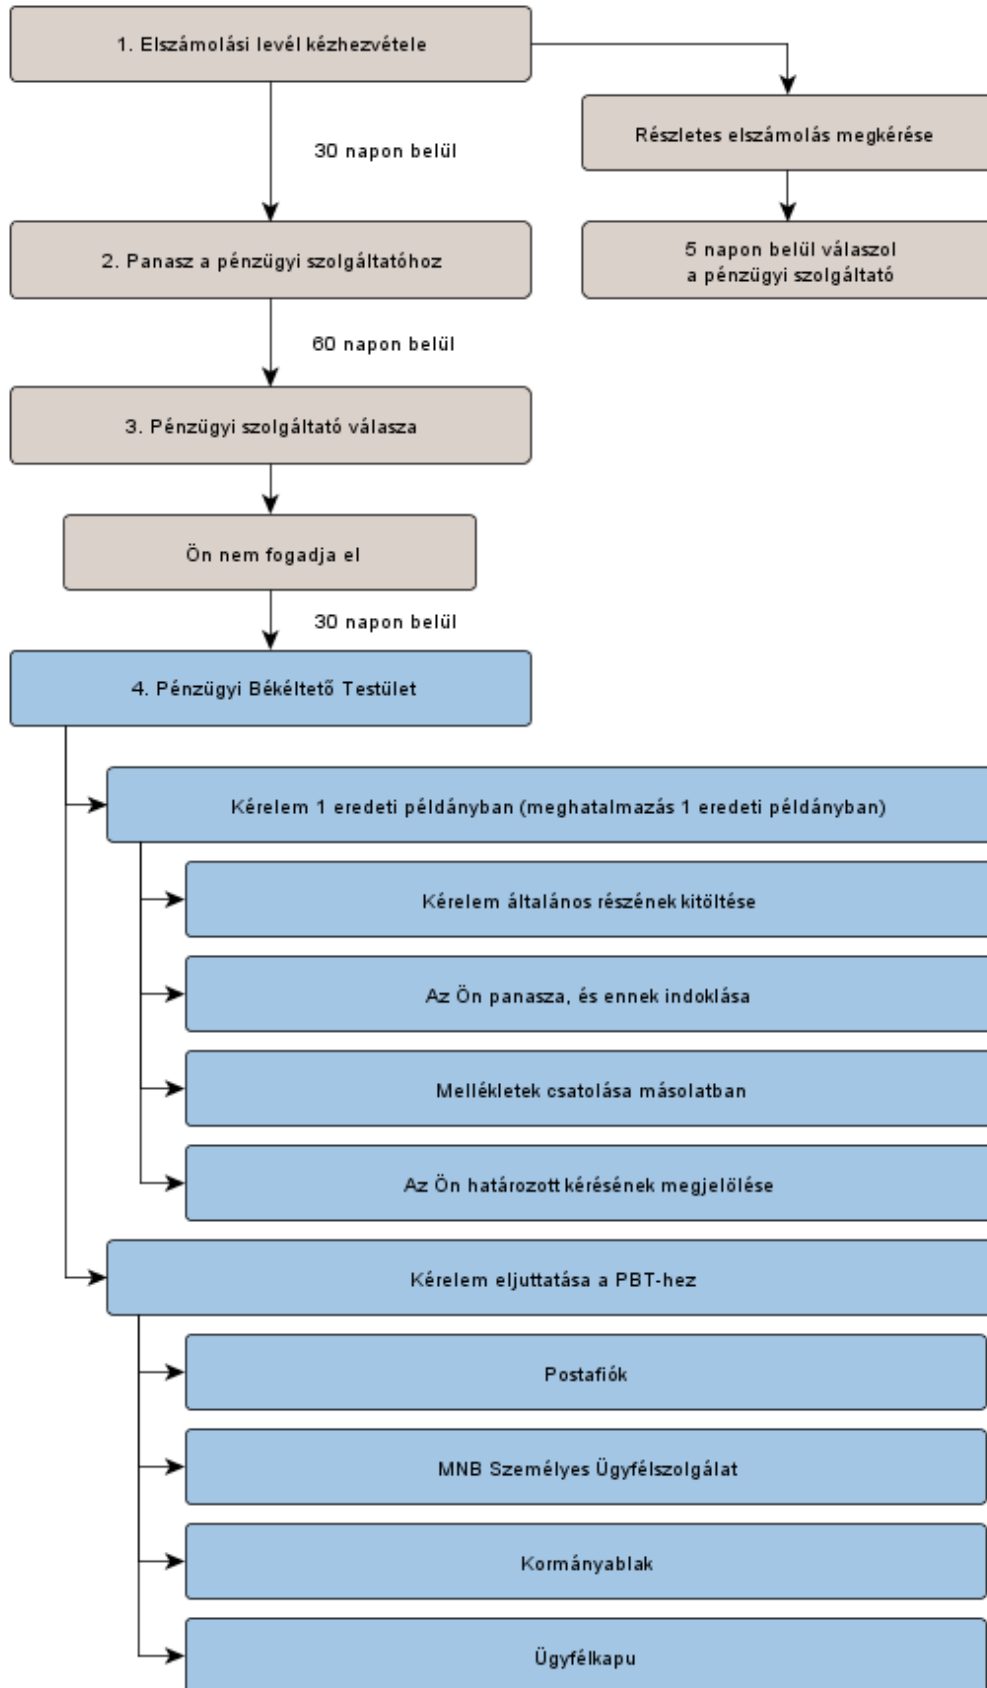 1. Elszámolási levél kézhezvétele
Részletes elszámolás megkérése
30 napon belül
2. Panasz a pénzügyi szolgáltatóhoz
5 napon belül válaszol
a pénzügyi szolgáltató
60 napon belül
3. Pénzügyi szolgáltató válasza
Ön nem fogadja el
30 napon belül
4. Pénzügyi Békéltető Testület
Kérelem 1 eredeti példányban (meghatalmazás 1 eredeti példányban)
Kérelem általános részének kitöltése
Az Ön panasza, és ennek indoklása
Mellékletek csatolása másolatban
Az Ön határozott kérésének megjelölése
Kérelem eljuttatása a PBT-hez
Postafiók
MNB Személyes Ügyfélszolgálat
Kormányablak
Ügyfélkapu